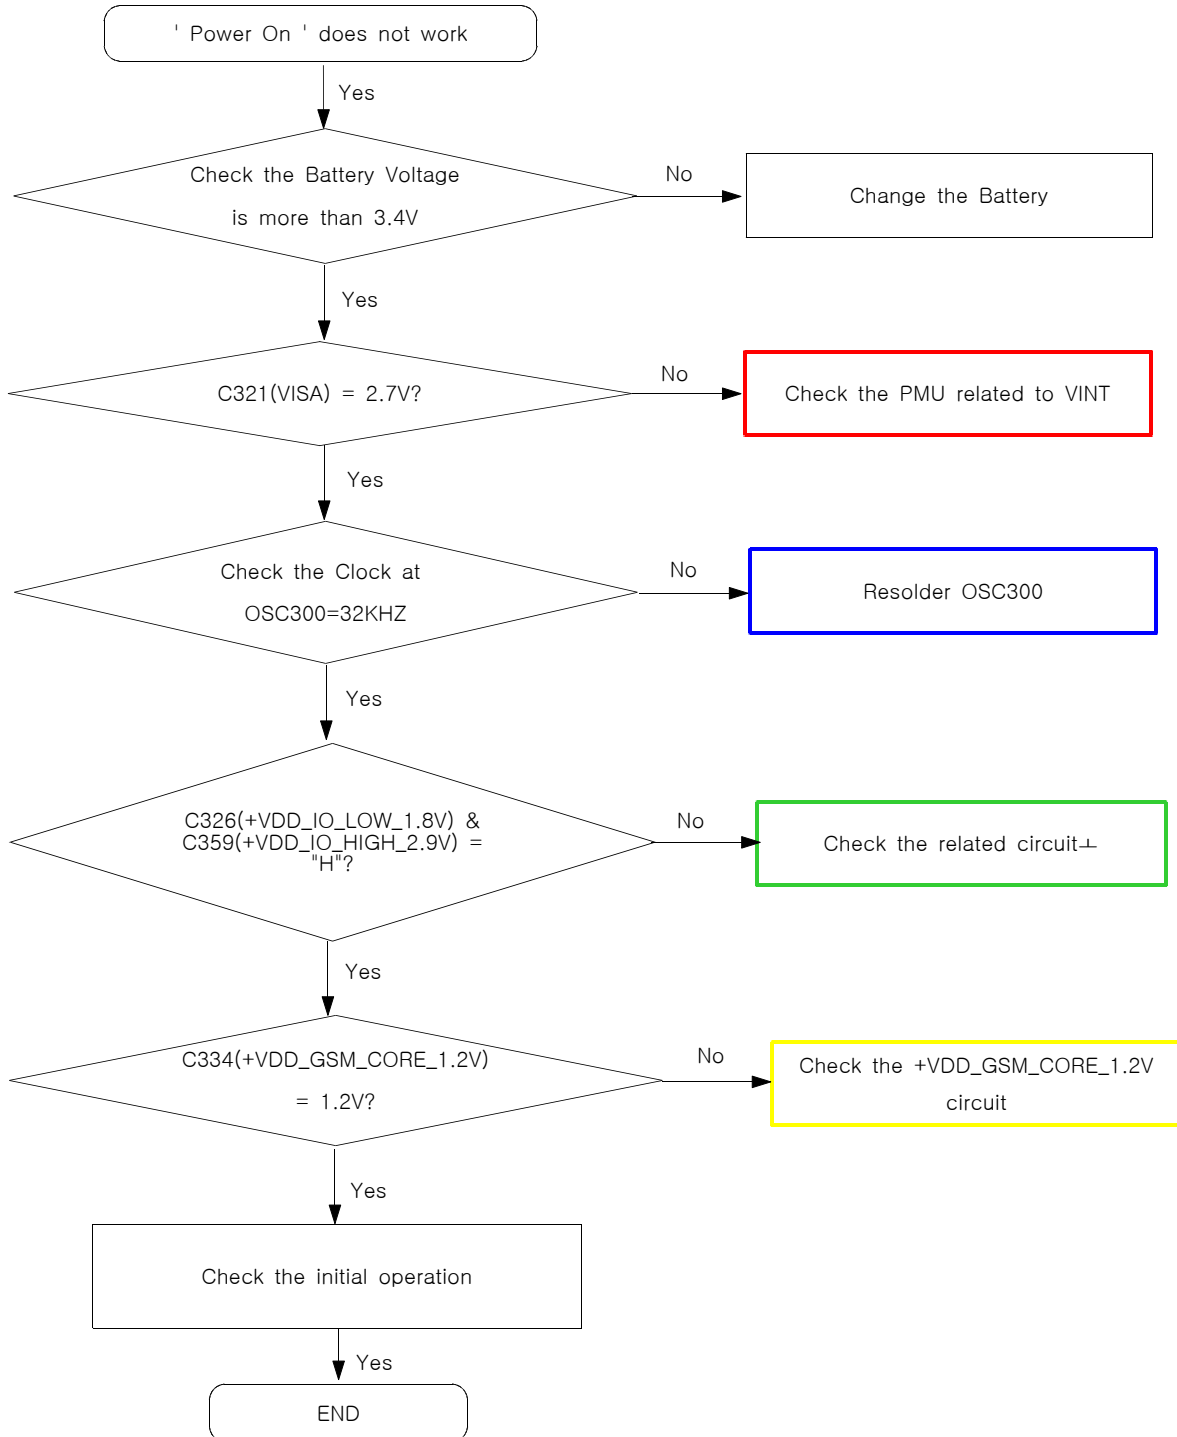 ' Power On ' does not work
Yes
Check the Battery Voltage
is more than 3.4V
No
Change the Battery
Yes
C321(VISA) = 2.7V?
No
Check the PMU related to VINT
Yes
Check the Clock at
OSC300=32KHZ
No
Resolder OSC300
Yes
C326(+VDD_IO_LOW_1.8V) &
C359(+VDD_IO_HIGH_2.9V) =
"H"?
No
Check the related circuitㅗ
Yes
C334(+VDD_GSM_CORE_1.2V)
= 1.2V?
No
Check the +VDD_GSM_CORE_1.2V
circuit
Yes
Check the initial operation
Yes
END